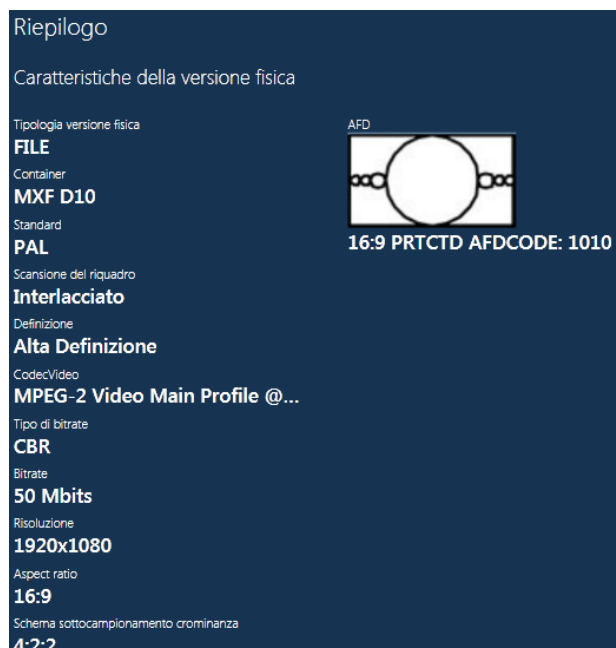 Riepilogo
Caratteristiche della versione fisica
Tipologia versione fisica
FILE
Container
MXF D10
Standard
PAL
Scansione del riquadro
Interlacciato
Definizione
Alta Definizione
CodecVideo
MPEG-2 Video Main Profile @...
Tipo di bitrate
CBR
Bitrate
50 Mbits
Risoluzione
1920x1080
Aspect ratio
16:9
Schema sottocampionamento crominanza
4:2:2
AFD
16:9 PRTCTD AFDCODE: 1010